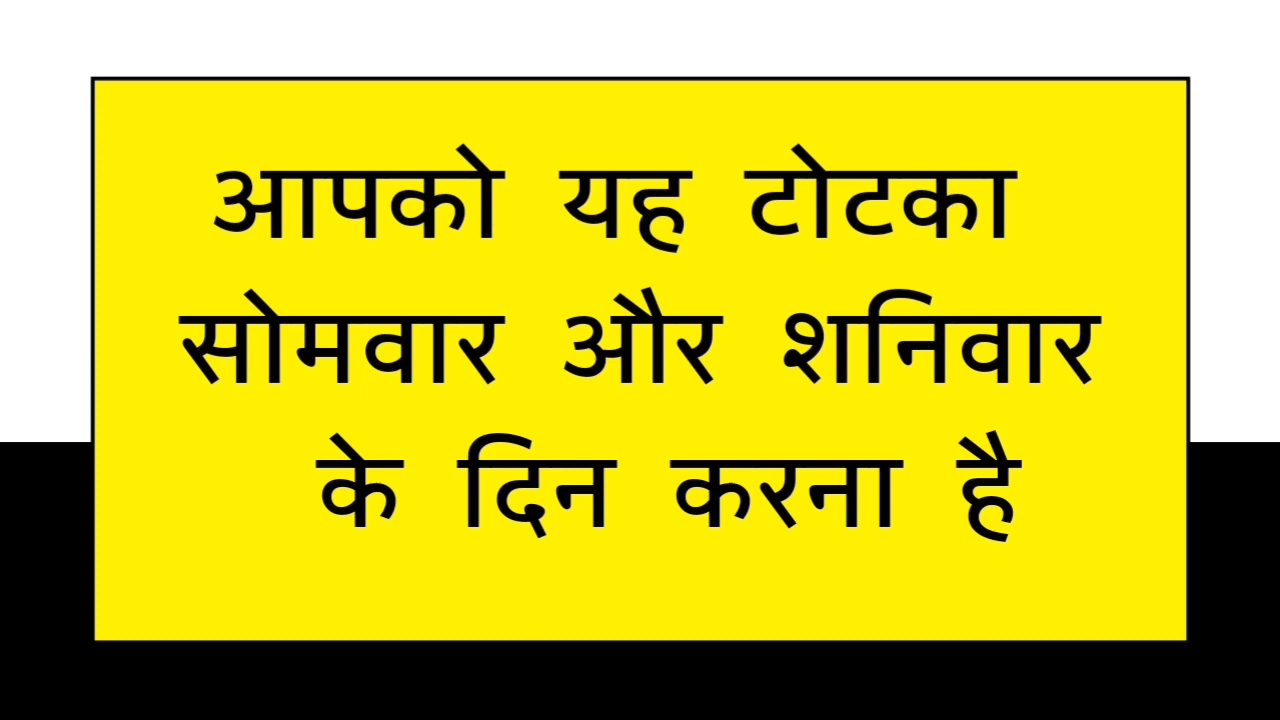 आपको यह टोटका
सोमवार और शनिवार
के दिन करना है